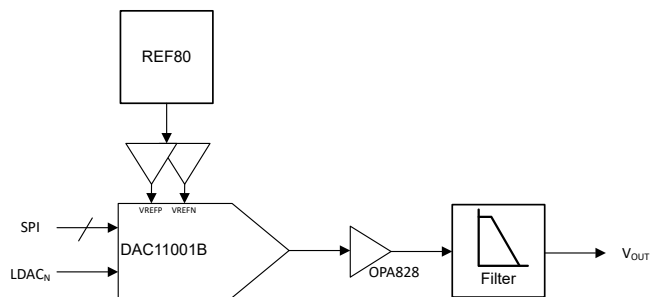 REF80
VREFP VREFN
SPI
DAC11001B
LDACN
OPA828
Filter
VOUT